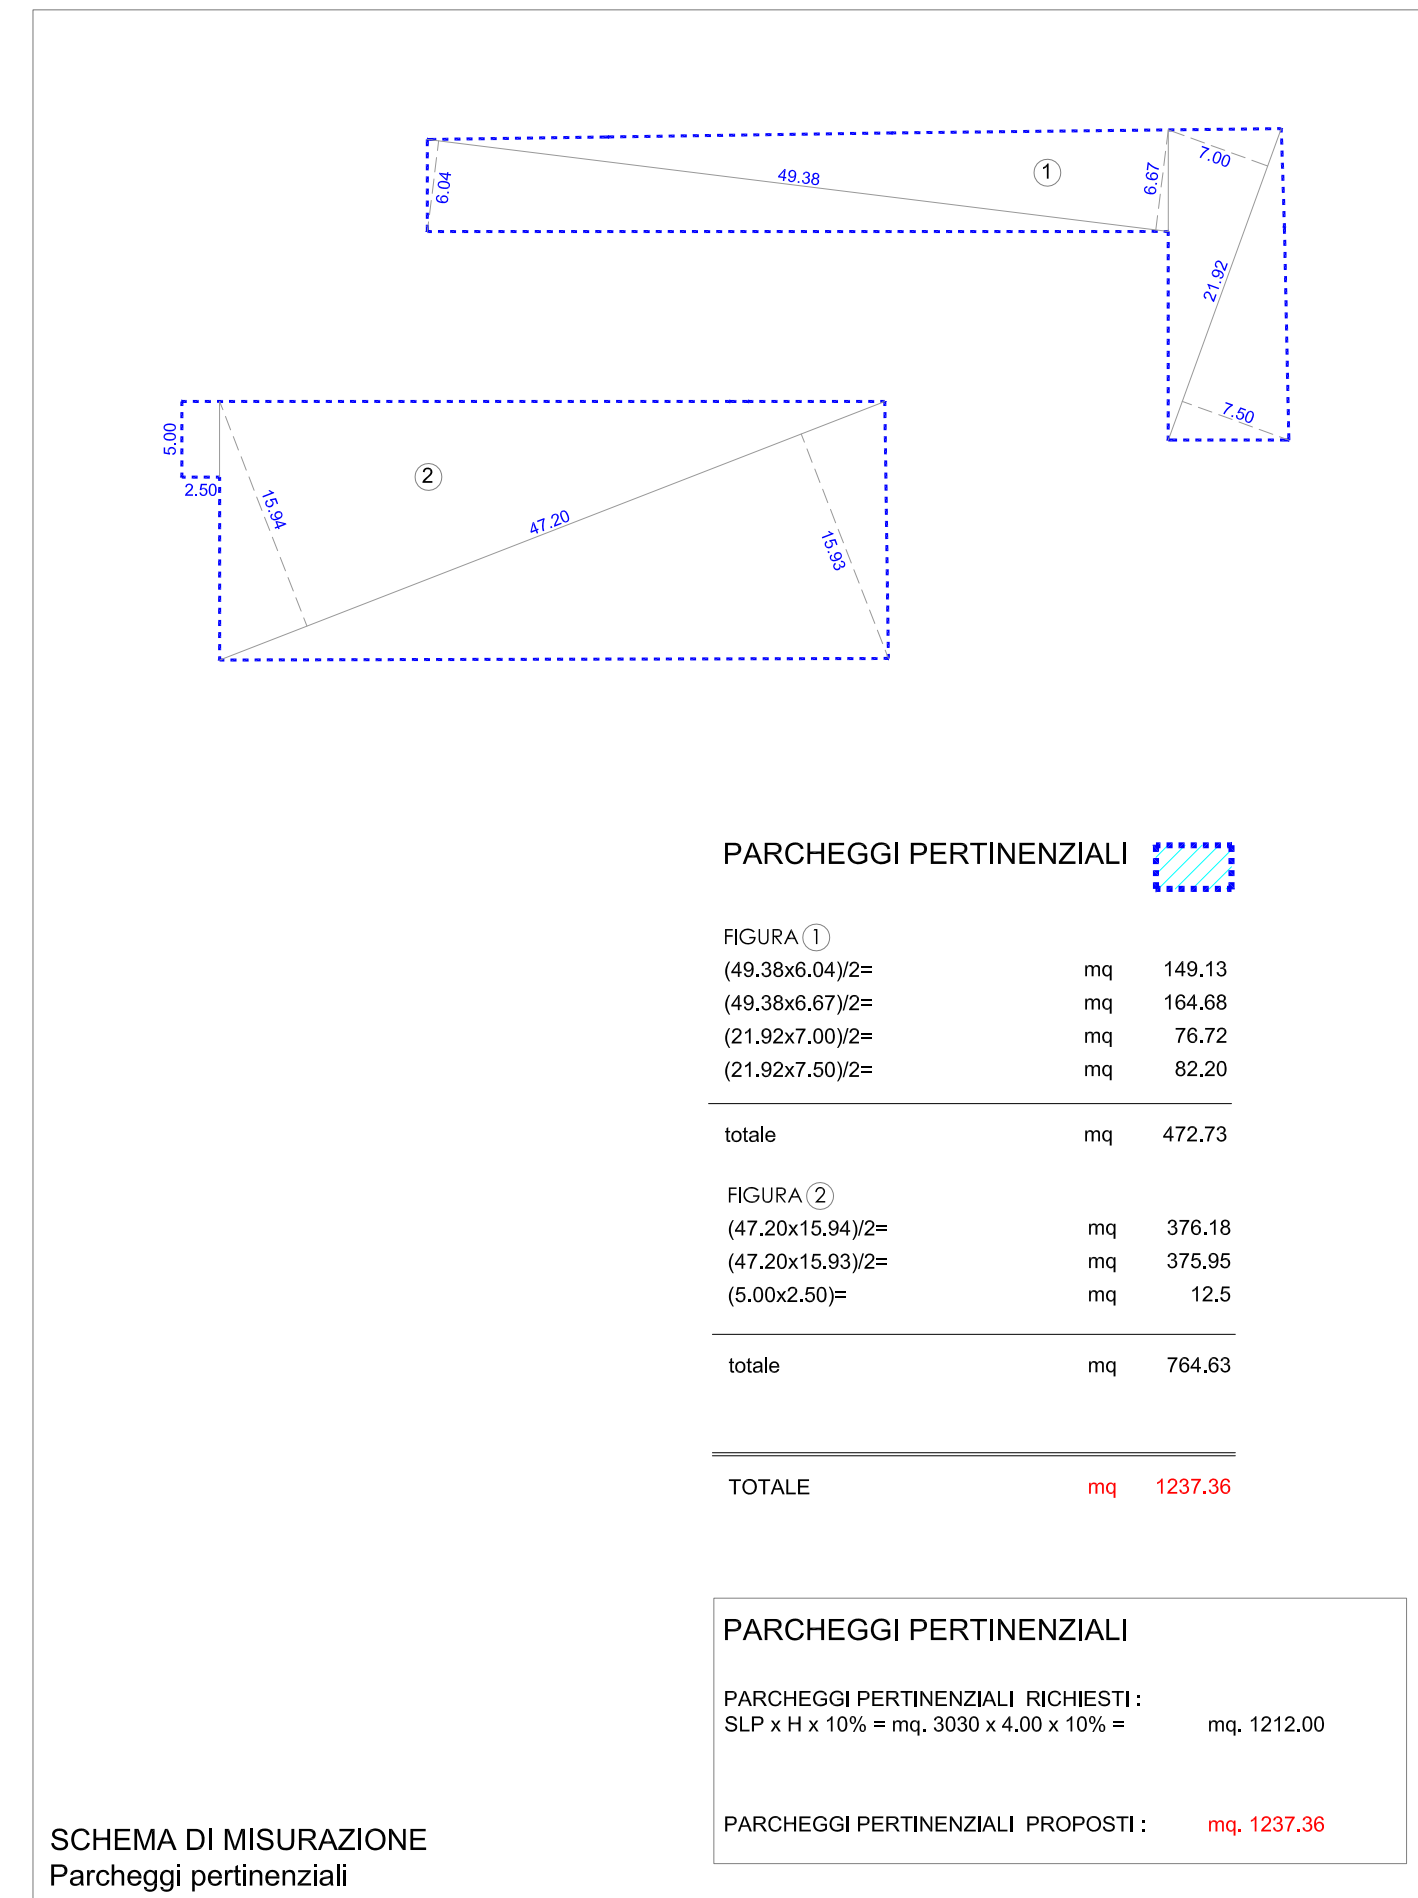 7.00
49.38
1
6.67
6.04
21.92
7.50
5.00
2.50
2
15.94
47.20
15.93
PARCHEGGI PERTINENZIALI
FIGURA 1
(49.38x6.04)/2= mq 149.13
(49.38x6.67)/2= mq 164.68
(21.92x7.00)/2= mq 76.72
(21.92x7.50)/2= mq 82.20
totale mq 472.73
FIGURA 2
(47.20x15.94)/2= mq 376.18
(47.20x15.93)/2= mq 375.95
(5.00x2.50)= mq 12.5
totale mq 764.63
TOTALE mq 1237.36
PARCHEGGI PERTINENZIALI
PARCHEGGI PERTINENZIALI RICHIESTI :
SLP x H x 10% = mq. 3030 x 4.00 x 10% = mq. 1212.00
PARCHEGGI PERTINENZIALI PROPOSTI : mq. 1237.36
SCHEMA DI MISURAZIONE
Parcheggi pertinenziali